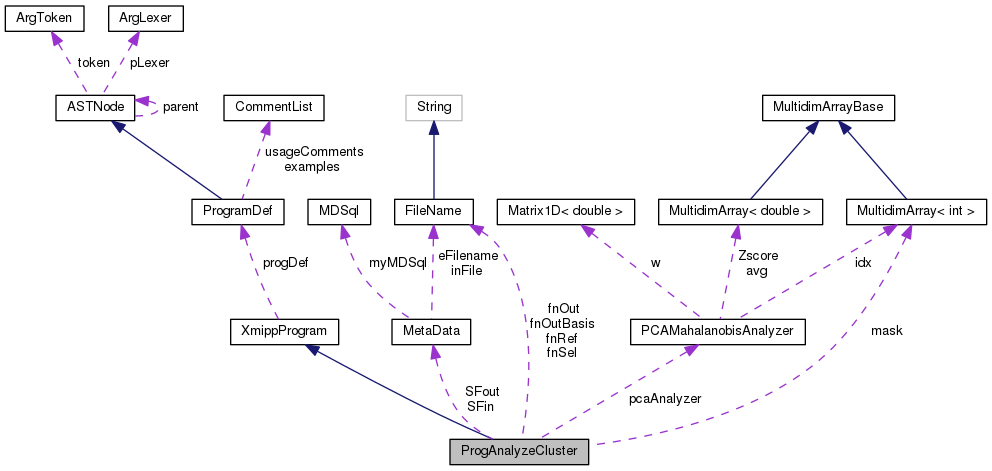 ArgToken
ArgLexer
token
pLexer
ASTNode
parent
CommentList
String
MultidimArrayBase
usageComments
examples
ProgramDef
MDSql
FileName
Matrix1D< double >
MultidimArray< double >
MultidimArray< int >
progDef
myMDSql
eFilename
inFile
w
Zscore
avg
idx
fnOut
fnOutBasis
fnRef
fnSel
XmippProgram
MetaData
PCAMahalanobisAnalyzer
mask
SFout
SFin
pcaAnalyzer
ProgAnalyzeCluster